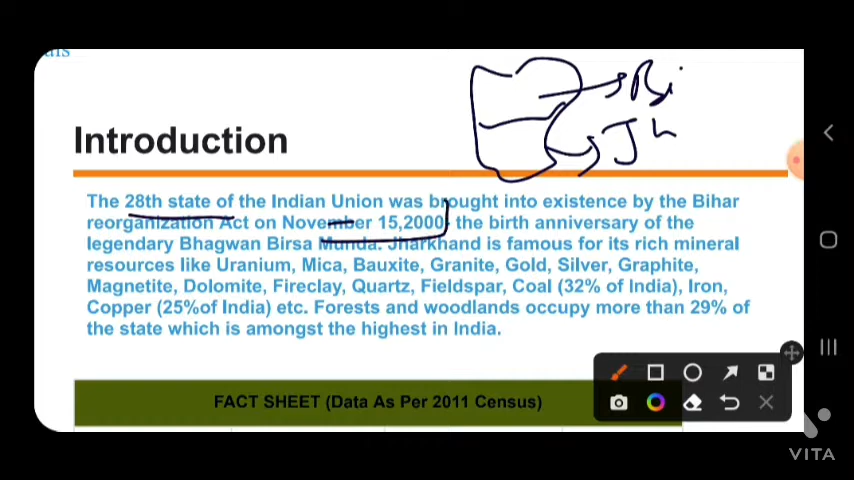 Bi
Introduction
The 28th state of the Indian Union was brought into existence by the Bihar
reorganization Act on November 15,2000, the birth anniversary of the
legendary Bhagwan Birsa Munda. Jharkhand is famous for its rich mineral
resources like Uranium, Mica, Bauxite, Granite, Gold, Silver, Graphite,
Magnetite, Dolomite, Fireclay, Quartz, Fieldspar, Coal (32% of India), Iron,
Copper (25%of India) etc. Forests and woodlands occupy more than 29% of
the state which is amongst the highest in India.
FACT SHEET (Data As Per 2011 Census)
VITA